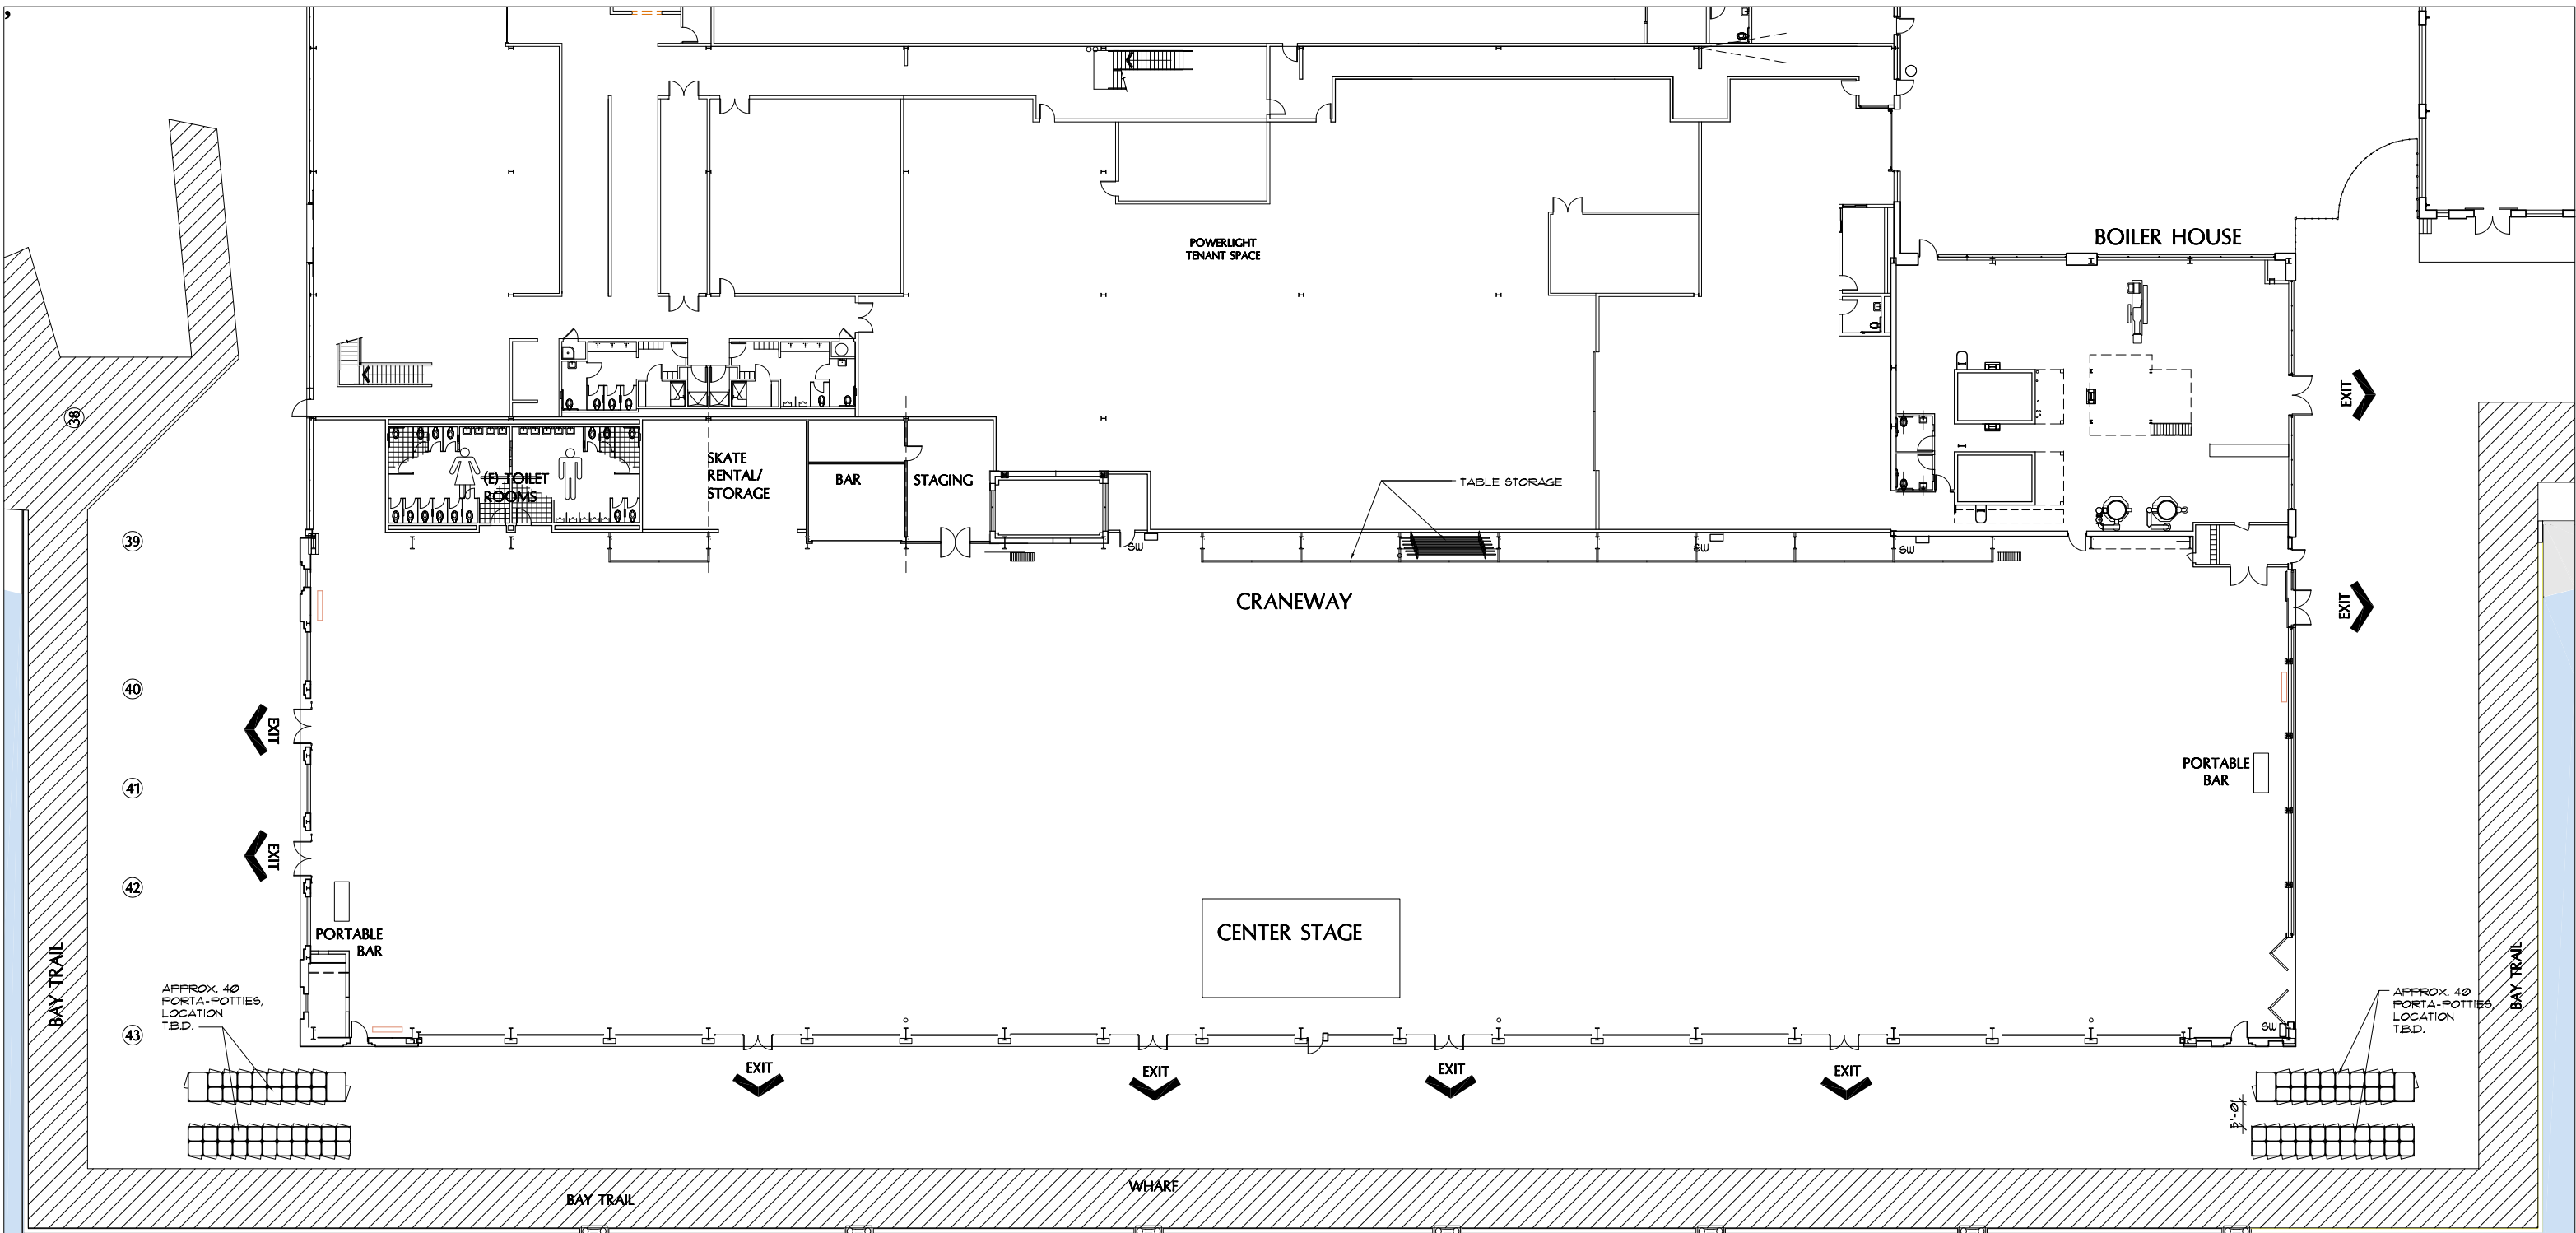 POWERLIGHT
TENANT SPACE
BOILER HOUSE
EXIT
38
(E) TOILET
ROOMS
SKATE
RENTAL/
STORAGE
BAR
STAGING
TABLE STORAGE
39
SW
SW
SW
CRANEWAY
EXIT
40
EXIT
41
PORTABLE
BAR
EXIT
42
PORTABLE
BAR
CENTER STAGE
BAY TRAIL
BAY TRAIL
APPROX. 40
PORTA-POTTIES,
LOCATION
T.B.D.
APPROX. 40
PORTA-POTTIES,
LOCATION
T.B.D.
43
SW
EXIT
EXIT
EXIT
EXIT
5'-0"
BAY TRAIL
WHARF